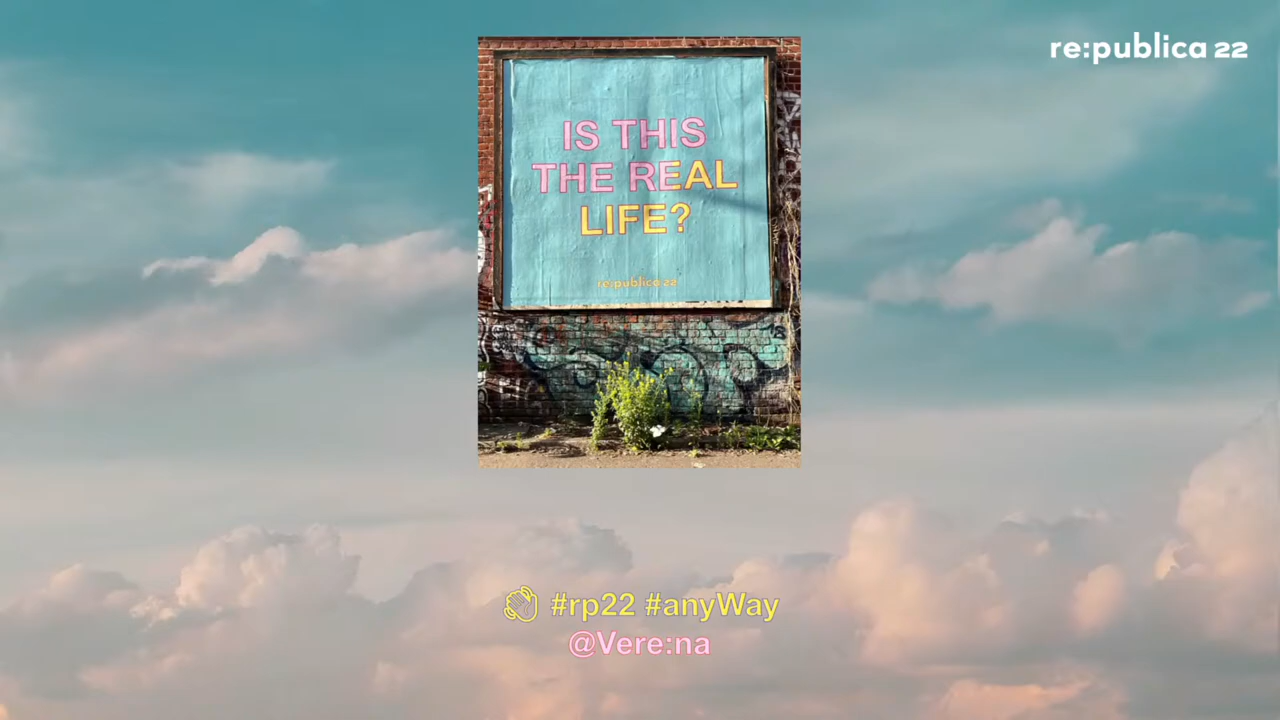 re:publica 22
IS THIS
THE REAL
LIFE?
re:publica 22
#rp22 #anyWay
@Vere:na